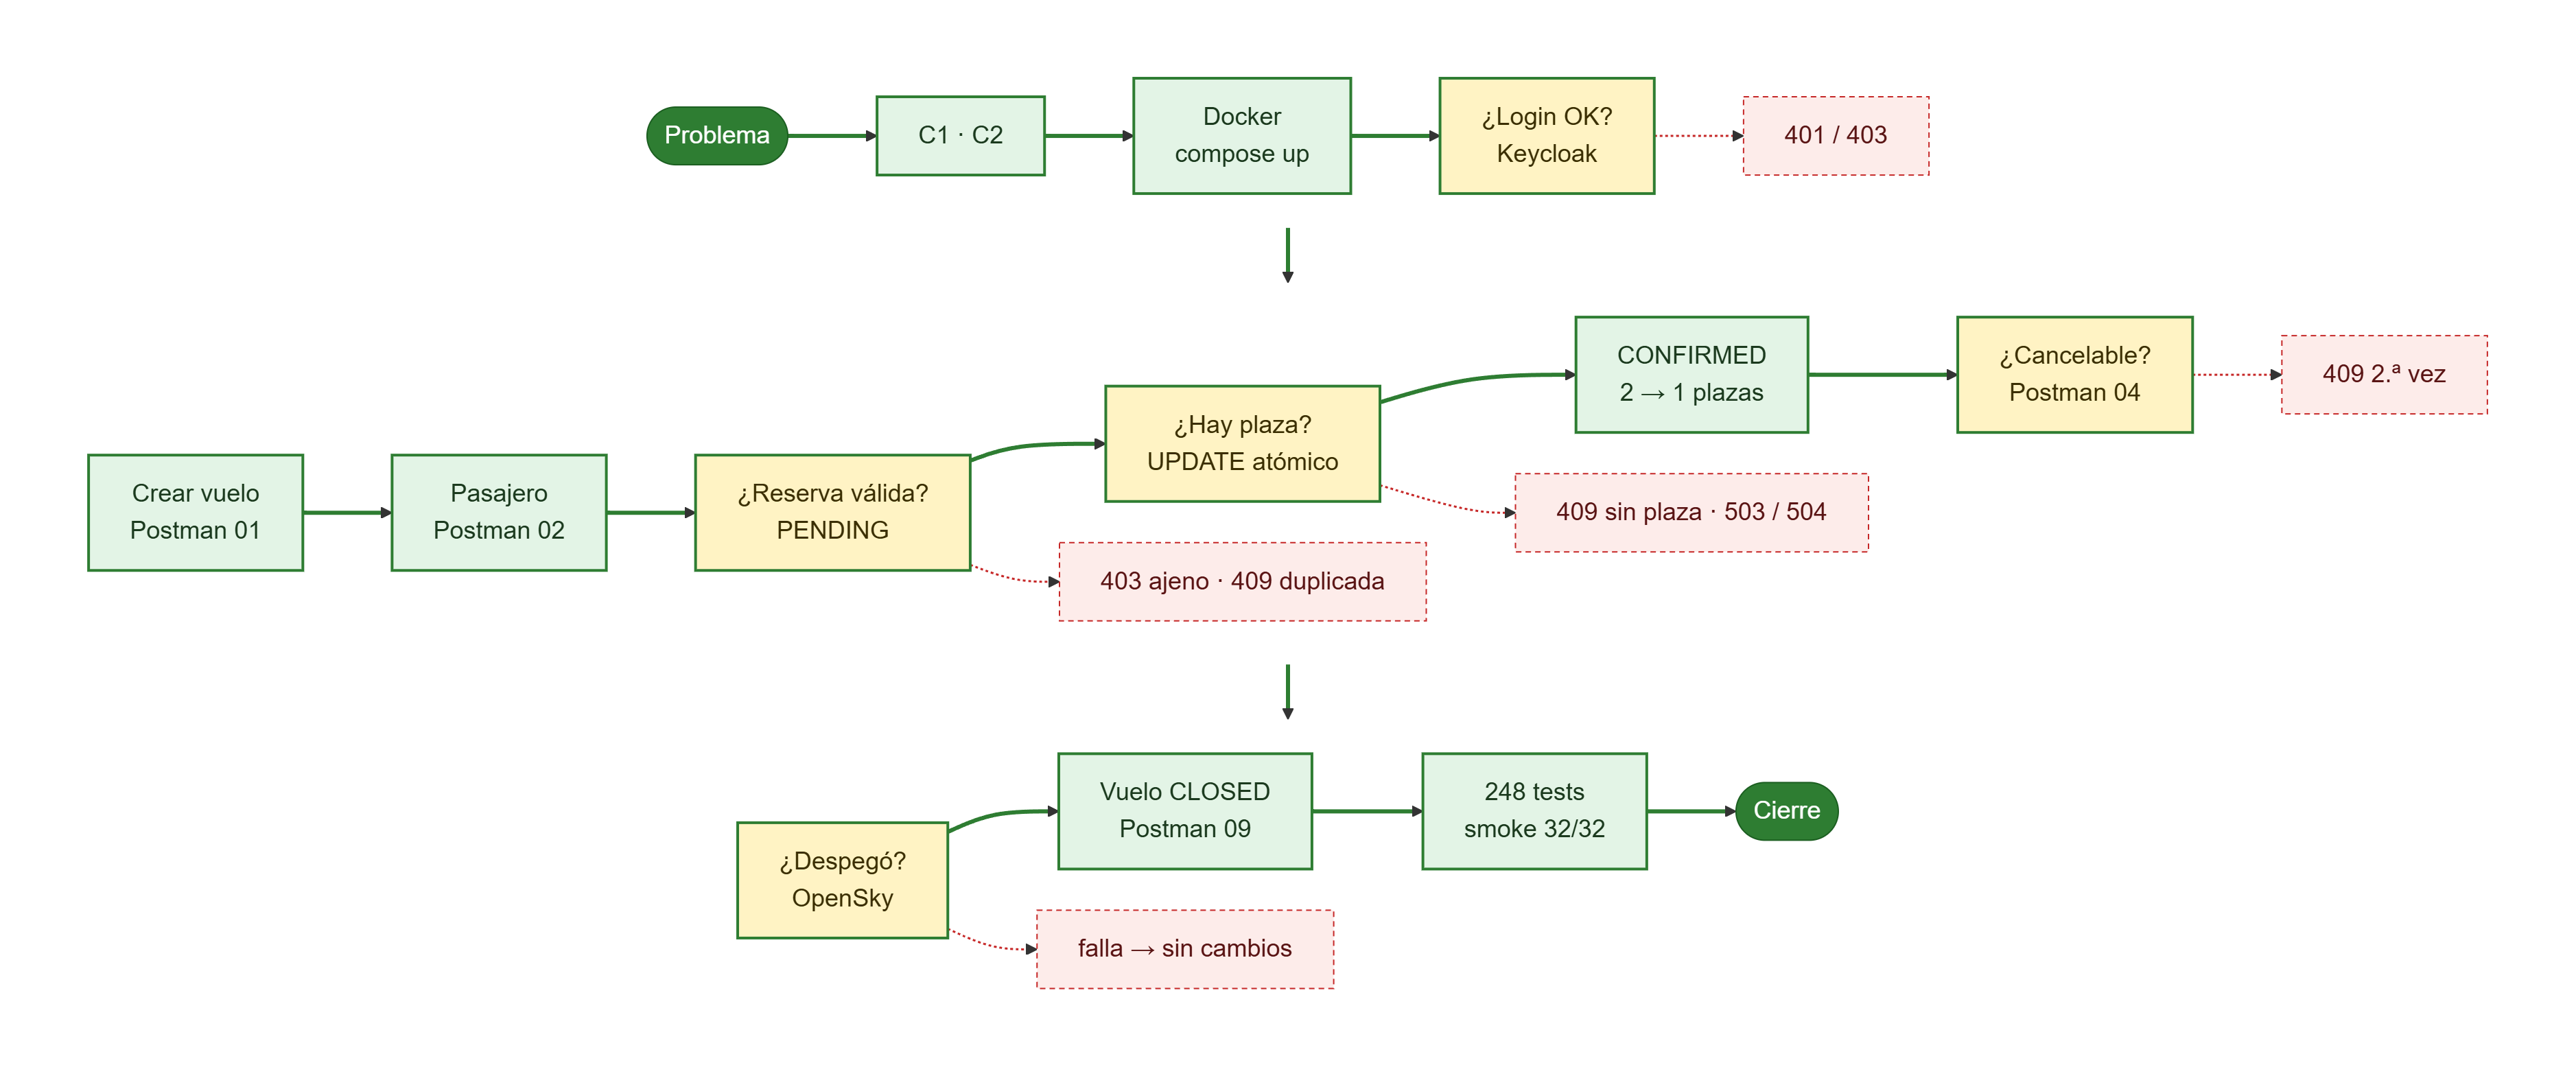 Problema
C1 · C2
Docker
compose up
¿Login OK?
Keycloak
401 / 403
Crear vuelo
Postman 01
Pasajero
Postman 02
¿Reserva válida?
PENDING
403 ajeno · 409 duplicada
¿Hay plaza?
UPDATE atómico
409 sin plaza · 503 / 504
CONFIRMED
2 → 1 plazas
¿Cancelable?
Postman 04
409 2.ª vez
¿Despegó?
OpenSky
falla → sin cambios
Vuelo CLOSED
Postman 09
248 tests
smoke 32/32
Cierre